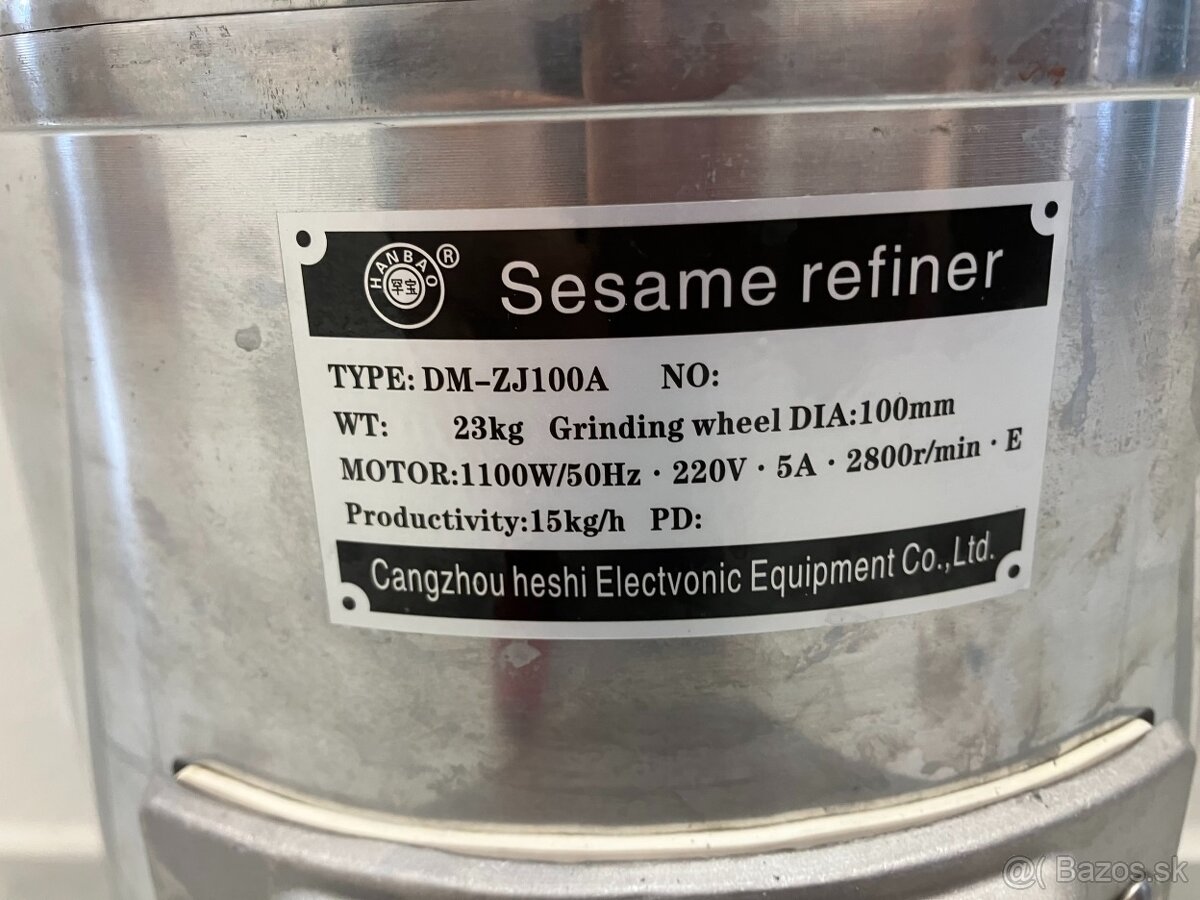 HANBAO
罕宝
®
Sesame refiner
TYPE: DM-ZJ100A NO:
WT: 23kg Grinding wheel DIA:100mm
MOTOR:1100W/50Hz · 220V · 5A · 2800r/min · E
Productivity:15kg/h PD:
Cangzhou heshi Electvonic Equipment Co.,Ltd.
@( Bazos.sk